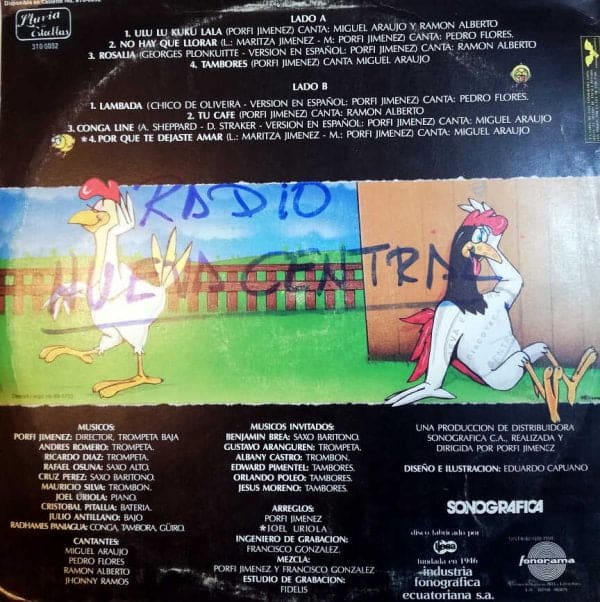 Disponible en Cassette No.
Lluvia
Criollas
310 0052
LADO A
1. ULU LU KUKU LALA (PORFI JIMENEZ) CANTA: MIGUEL ARAUJO Y RAMON ALBERTO
2. NO HAY QUE LLORAR (L.: MARITZA JIMENEZ - M: PORFI JIMENEZ) CANTA: PEDRO FLORES.
3. ROSALIA (GEORGES PLONKUITTE - VERSION EN ESPAÑOL: PORFI JIMENEZ) CANTA: RAMON ALBERTO
4. TAMBORES (PORFI JIMENEZ) CANTA MIGUEL ARAUJO
LADO B
1. LAMBADA (CHICO DE OLIVEIRA - VERSION EN ESPAÑOL: PORFI JIMENEZ) CANTA: PEDRO FLORES.
2. TU CAFE (PORFI JIMENEZ) CANTA: RAMON ALBERTO
3. CONGA LINE (A. SHEPPARD - D. STRAKER - VERSION EN ESPAÑOL: PORFI JIMENEZ) CANTA: MIGUEL ARAUJO
*4. POR QUE TE DEJASTE AMAR (L.: MARITZA JIMENEZ - M.: PORFI JIMENEZ) CANTA: MIGUEL ARAUJO
RADIO
NUEVA CENTRAL
MUSICOS:
PORFI JIMENEZ: DIRECTOR, TROMPETA BAJA
ANDRES ROMERO: TROMPETA.
RICARDO DIAZ: TROMPETA.
RAFAEL OSUNA: SAXO ALTO.
CRUZ PEREZ: SAXO BARITONO.
MAURICIO SILVA: TROMBON.
JOEL URIOLA: PIANO.
CRISTOBAL PITALUA: BATERIA.
JULIO ANTILLANO: BAJO
RADHAMES PANIAGUA: CONGA, TAMBORA, GÜIRO.
CANTANTES:
MIGUEL ARAUJO
PEDRO FLORES
RAMON ALBERTO
JHONNY RAMOS
MUSICOS INVITADOS:
BENJAMIN BREA: SAXO BARITONO.
GUSTAVO ARANGUREN: TROMPETA.
ALBANY CASTRO: TROMBON.
EDWARD PIMENTEL: TAMBORES.
ORLANDO POLEO: TAMBORES.
JESUS MORENO: TAMBORES.
ARREGLOS:
PORFI JIMENEZ
*JOEL URIOLA
INGENIERO DE GRABACION:
FRANCISCO GONZALEZ.
MEZCLA:
PORFI JIMENEZ Y FRANCISCO GONZALEZ
ESTUDIO DE GRABACION:
FIDELIS
UNA PRODUCCION DE DISTRIBUIDORA
SONOGRAFICA C.A., REALIZADA Y
DIRIGIDA POR PORFI JIMENEZ
DISEÑO E ILUSTRACION: EDUARDO CAPUANO
SONOGRAFICA
disco fabricado por
fundada en 1946
industria
fonográfica
ecuatoriana s.a.
fonorama